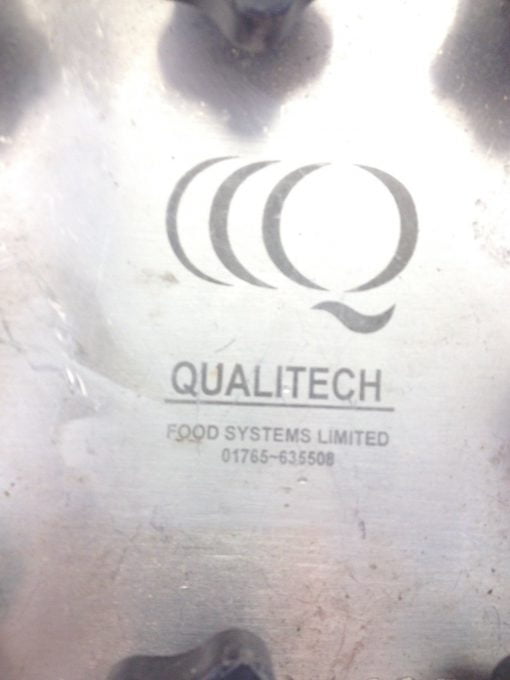 QUALITECH
FOOD SYSTEMS LIMITED
01765~635508